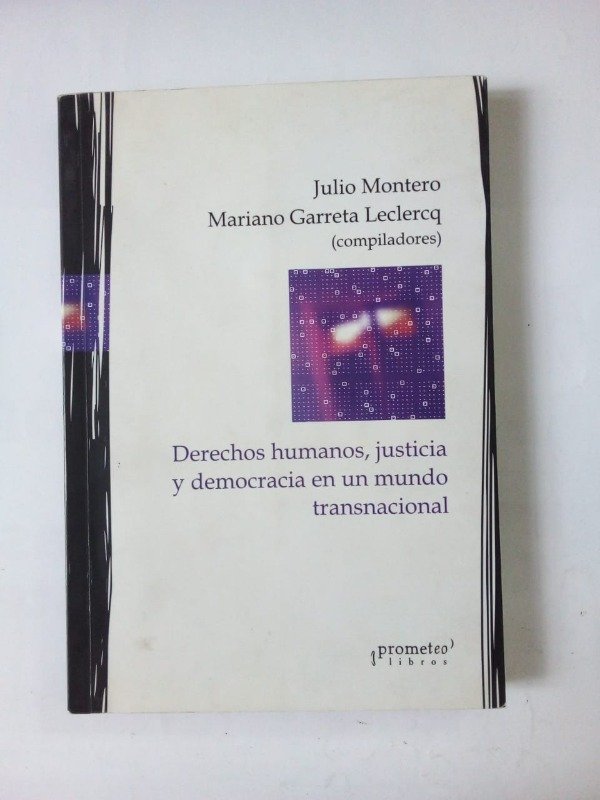 Julio Montero
Mariano Garreta Leclercq
(compiladores)
Derechos humanos, justicia
y democracia en un mundo
transnacional
prometeo
libros